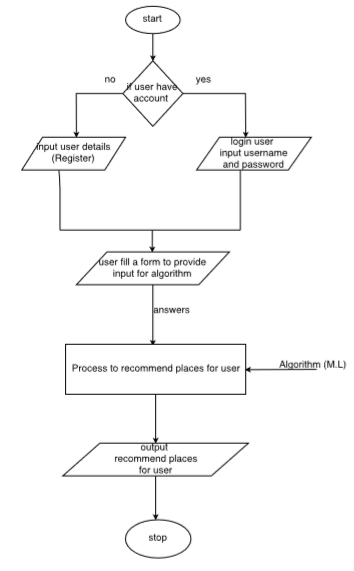 start
no
yes
if user have
account
input user details
(Register)
login user
input username
and password
user fill a form to provide
input for algorithm
answers
Process to recommend places for user
Algorithm (M.L)
output
recommend places
for user
stop